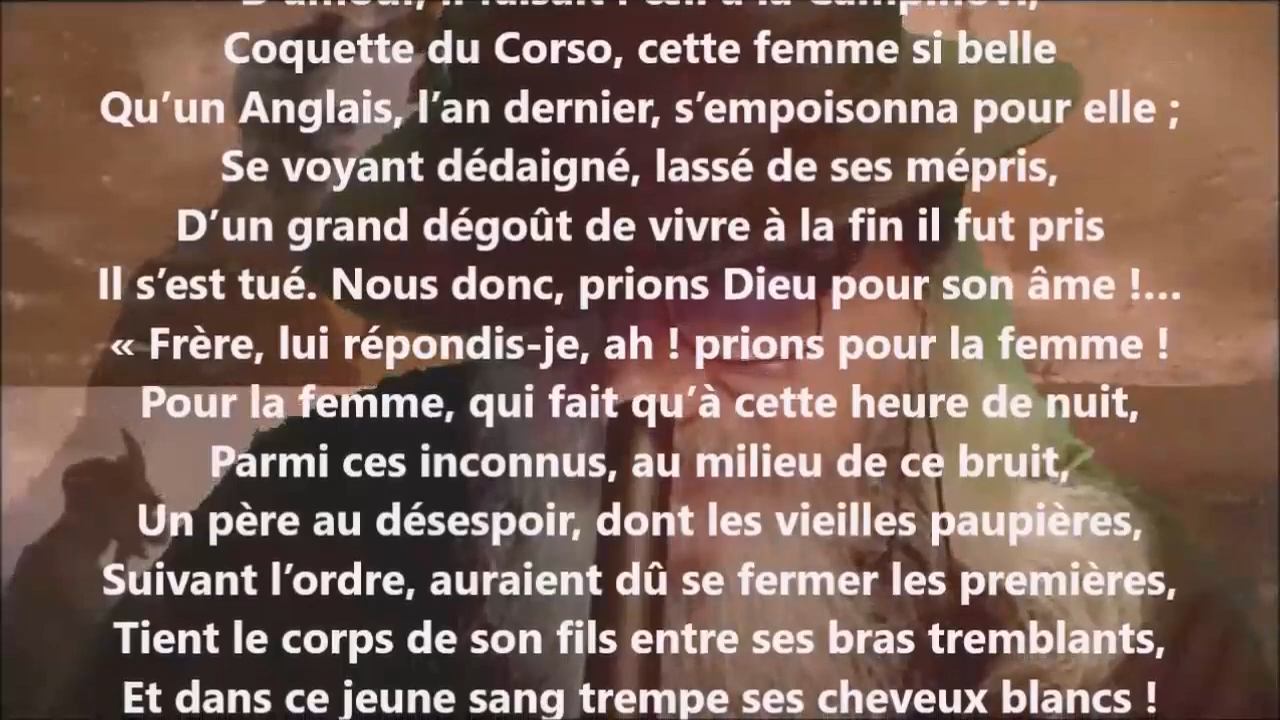 Coquette du Corso, cette femme si belle
Qu’un Anglais, l’an dernier, s’empoisonna pour elle ;
Se voyant dédaigné, lassé de ses mépris,
D’un grand dégoût de vivre à la fin il fut pris
Il s’est tué. Nous donc, prions Dieu pour son âme !...
« Frère, lui répondis-je, ah ! prions pour la femme !
Pour la femme, qui fait qu’à cette heure de nuit,
Parmi ces inconnus, au milieu de ce bruit,
Un père au désespoir, dont les vieilles paupières,
Suivant l’ordre, auraient dû se fermer les premières,
Tient le corps de son fils entre ses bras tremblants,
Et dans ce jeune sang trempe ses cheveux blancs !